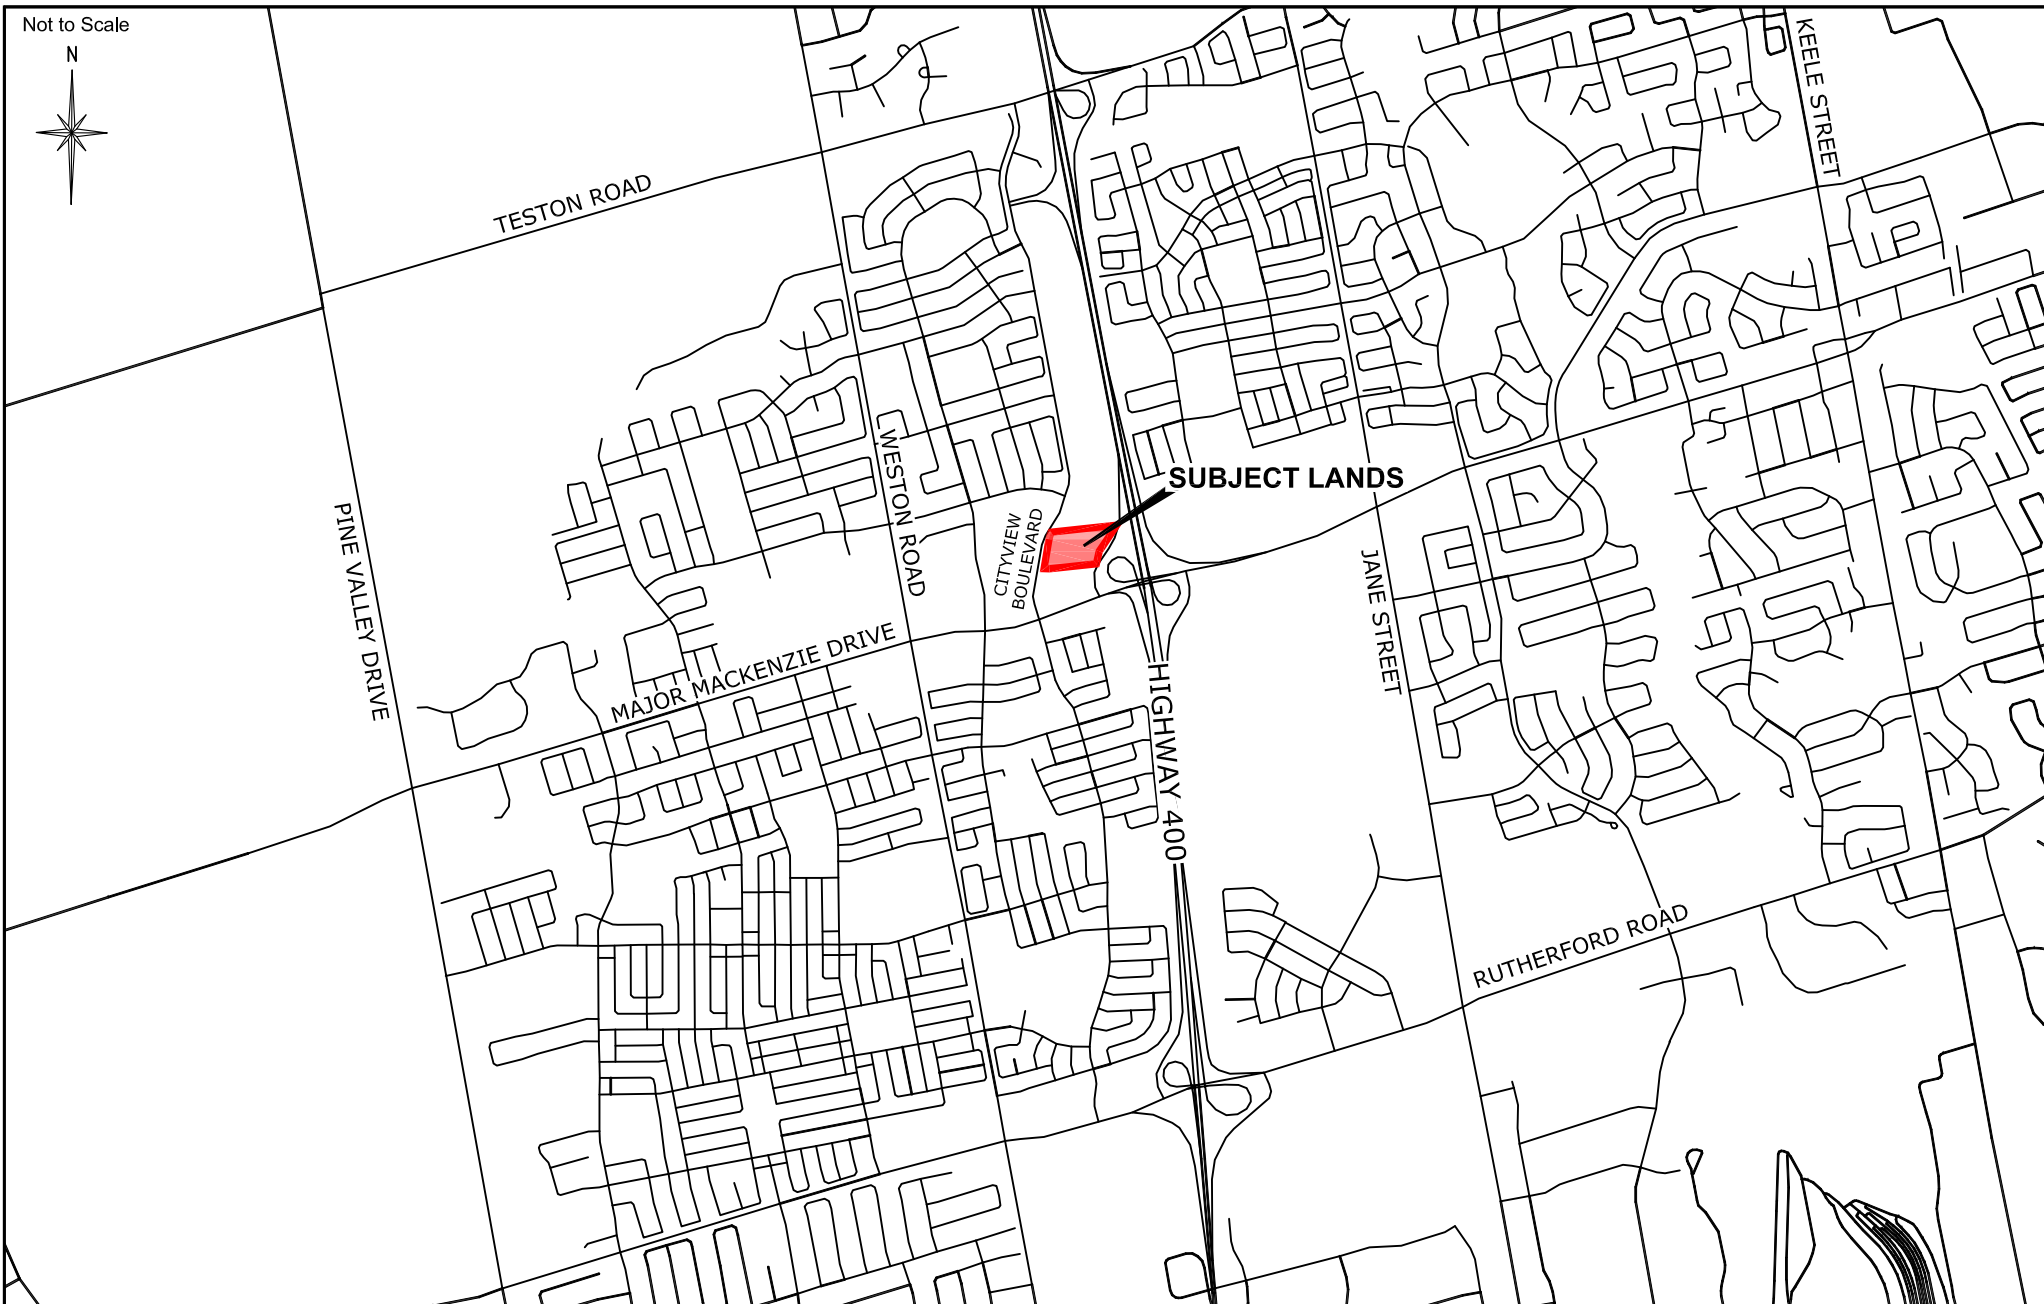 Not to Scale
N
KEELE STREET
TESTON ROAD
WESTON ROAD
SUBJECT LANDS
PINE VALLEY DRIVE
CITYVIEW
BOULEVARD
JANE STREET
MAJOR MACKENZIE DRIVE
HIGHWAY 400
RUTHERFORD ROAD